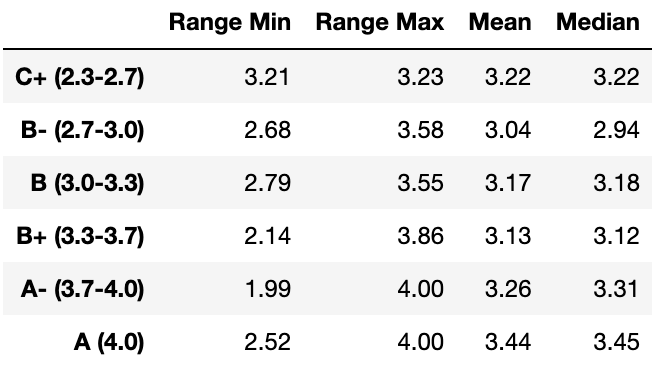 Range Min Range Max Mean Median
C+ (2.3-2.7) 3.21 3.23 3.22 3.22
B- (2.7-3.0) 2.68 3.58 3.04 2.94
B (3.0-3.3) 2.79 3.55 3.17 3.18
B+ (3.3-3.7) 2.14 3.86 3.13 3.12
A- (3.7-4.0) 1.99 4.00 3.26 3.31
A (4.0) 2.52 4.00 3.44 3.45